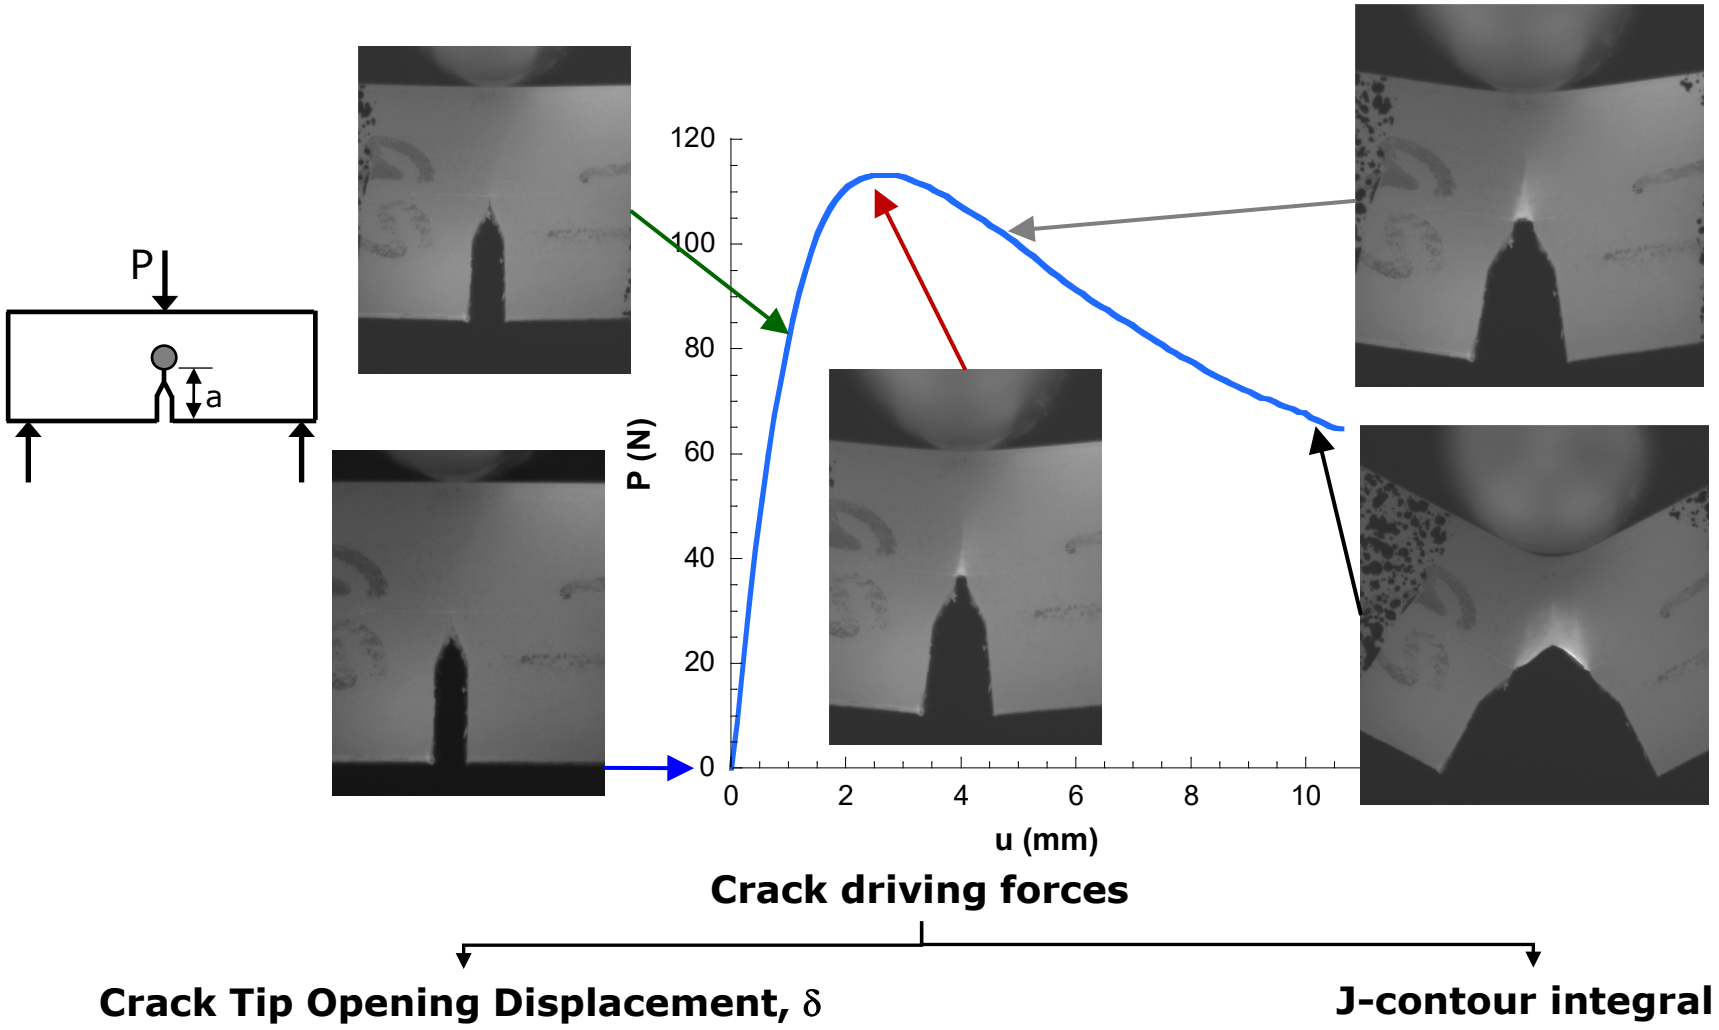 P
a
P (N)
120
100
80
60
40
20
0
0 2 4 6 8 10
u (mm)
Crack driving forces
Crack Tip Opening Displacement, δ
J-contour integral